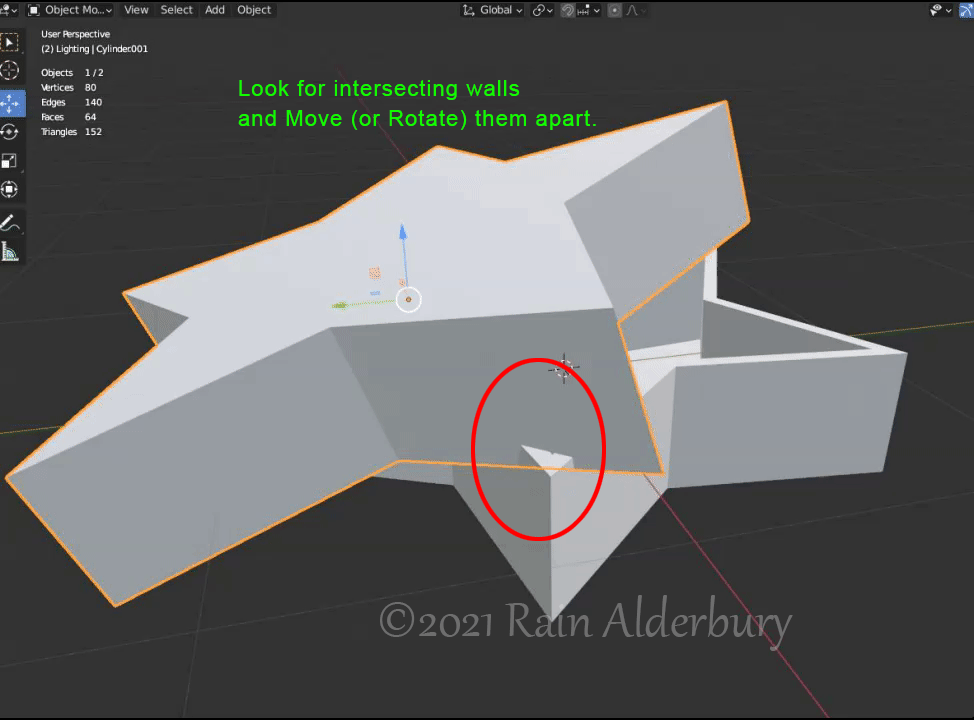 Object Mo... View Select Add Object Global
User Perspective
(2) Lighting | Cylinder.001
Objects 1/2
Vertices 80
Edges 140
Faces 64
Triangles 152
Look for intersecting walls
and Move (or Rotate) them apart.
©2021 Rain Alderbury